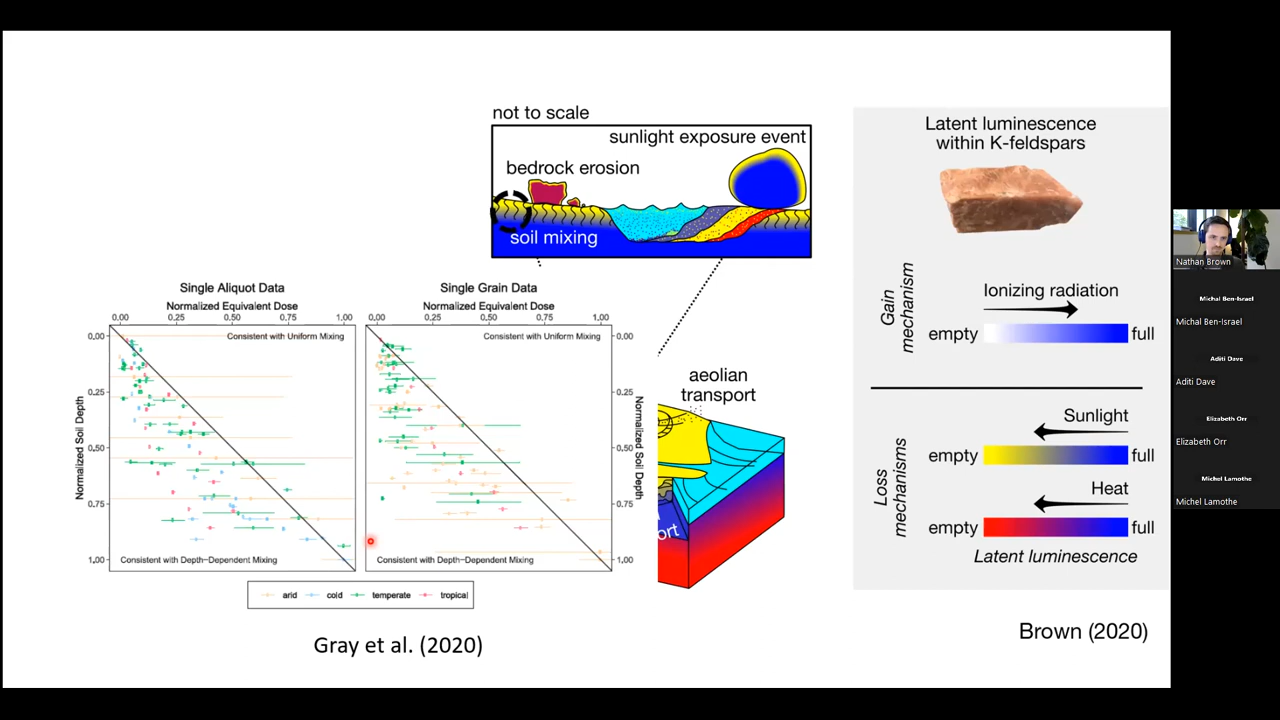 not to scale
sunlight exposure event
bedrock erosion
soil mixing
Single Aliquot Data
Normalized Equivalent Dose
0,00 0,25 0,50 0,75 1,00
Consistent with Uniform Mixing
Normalized Soil Depth
0,00
0,25
0,50
0,75
1,00
Consistent with Depth-Dependent Mixing
Single Grain Data
Normalized Equivalent Dose
0,00 0,25 0,50 0,75 1,00
Consistent with Uniform Mixing
Normalized Soil Depth
0,00
0,25
0,50
0,75
1,00
Consistent with Depth-Dependent Mixing
arid cold temperate tropical
Gray et al. (2020)
aeolian
transport
ort
Latent luminescence
within K-feldspars
Gain
mechanism
Ionizing radiation
empty full
Loss
mechanisms
Sunlight
empty full
Heat
empty full
Latent luminescence
Brown (2020)
Nathan Brown
Michal Ben-Israel
Michal Ben-Israel
Aditi Dave
Aditi Dave
Elizabeth Orr
Elizabeth Orr
Michel Lamothe
Michel Lamothe